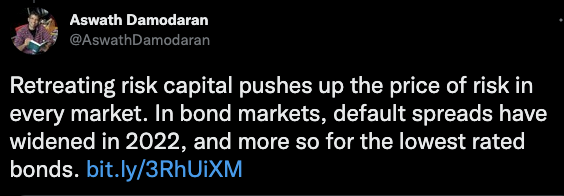 Aswath Damodaran
@AswathDamodaran
Retreating risk capital pushes up the price of risk in
every market. In bond markets, default spreads have
widened in 2022, and more so for the lowest rated
bonds. bit.ly/3RhUiXM